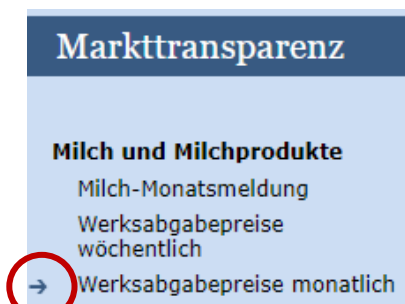 Markttransparenz
Milch und Milchprodukte
Milch-Monatsmeldung
Werksabgabepreise
wöchentlich
Werksabgabepreise monatlich